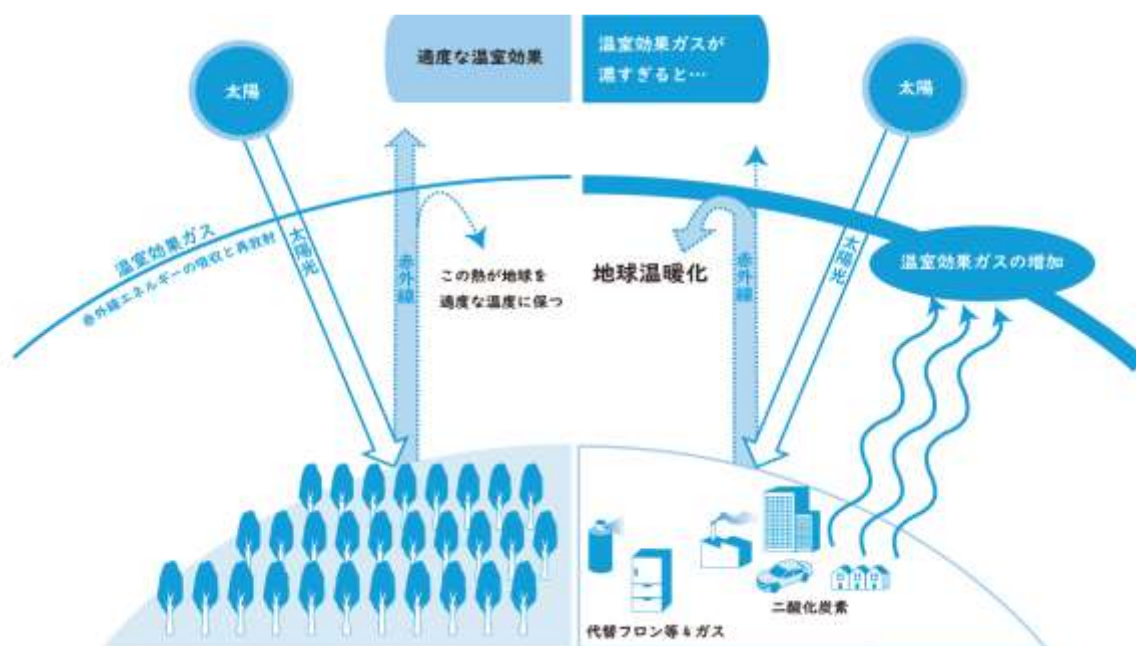 適度な温室効果
温室効果ガスが
濃すぎると…
太陽
太陽
温室効果ガス
赤外線エネルギーの吸収と再放射
太陽光
赤外線
この熱が地球を
適度な温度に保つ
地球温暖化
赤外線
太陽光
温室効果ガスの増加
二酸化炭素
代替フロン等4ガス